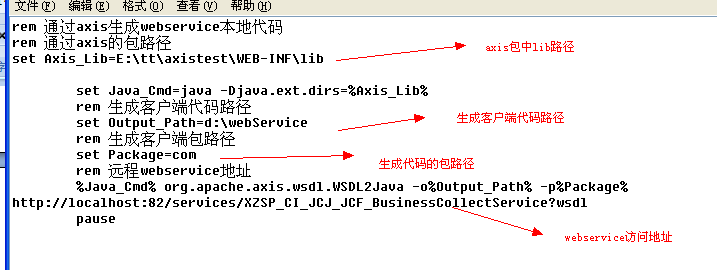 文件(F) 编辑(E) 格式(O) 查看(V) 帮助(H)
rem 通过axis生成webservice本地代码
rem 通过axis的包路径
set Axis_Lib=E:\tt\axistest\WEB-INF\lib
axis包中lib路径
set Java_Cmd=java -Djava.ext.dirs=%Axis_Lib%
rem 生成客户端代码路径
set Output_Path=d:\webService
生成客户端代码路径
rem 生成客户端包路径
set Package=com
生成代码的包路径
rem 远程webservice地址
%Java_Cmd% org.apache.axis.wsdl.WSDL2Java -o%Output_Path% -p%Package%
http://localhost:82/services/XZSP_CI_JCJ_JCF_BusinessCollectService?wsdl
pause
webservice访问地址